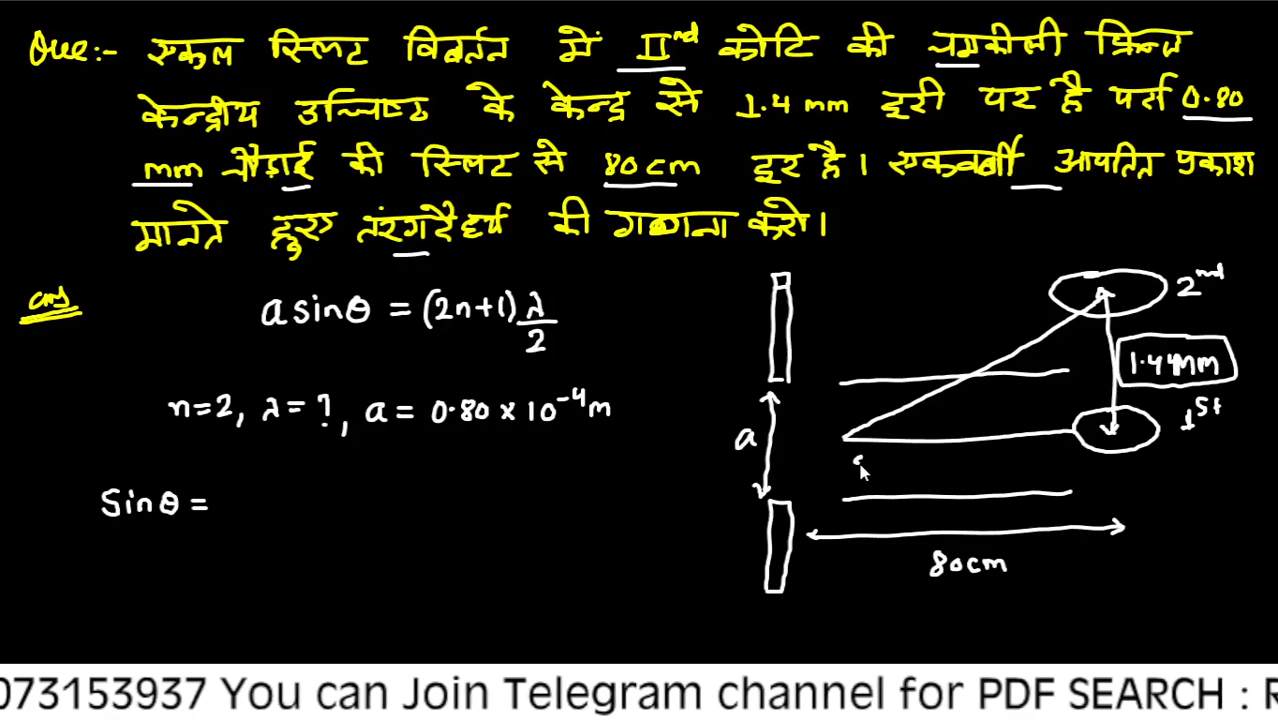 Que:- एकल स्लिट विवर्तन में IInd कोटि की चमकीली फ्रिन्ज
केन्द्रीय उच्चिष्ठ के केन्द्र से 1.4 mm दूरी पर है पर्दा 0.80
mm चौड़ाई की स्लिट से 80 cm दूर है। एकवर्णी आपतित प्रकाश
मानते हुए तरंगदैर्ध्य की गणना करो।
Ans
a sinθ = (2n+1) λ/2
n=2, λ=?, a = 0.80 × 10⁻⁴ m
Sinθ =
2nd
1.44mm
1st
a
80cm
073153937 You can Join Telegram channel for PDF SEARCH : R